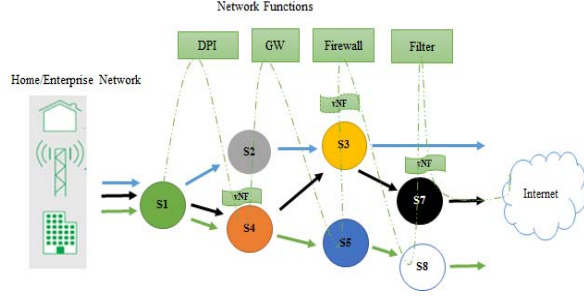 Network Functions
DPI
GW
Firewall
Filter
Home/Enterprise Network
vNF
S2
S3
vNF
S1
vNF
S7
Internet
S4
S5
S8